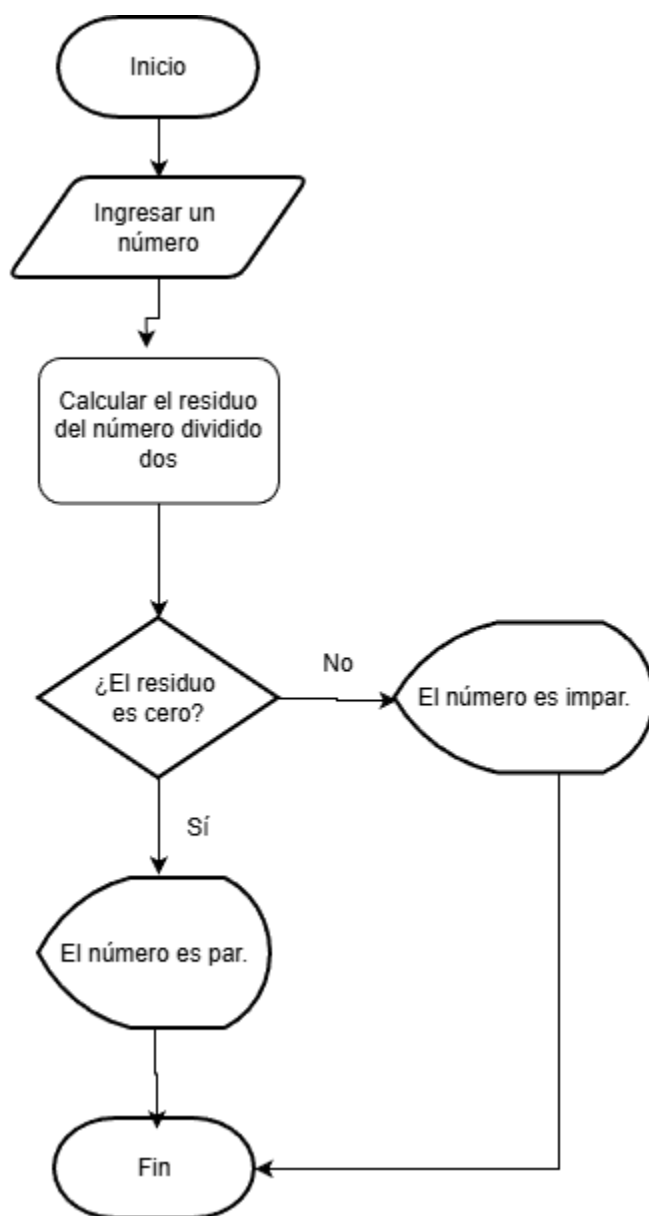 Inicio
Ingresar un
número
Calcular el residuo
del número dividido
dos
¿El residuo
es cero?
No
El número es impar.
Sí
El número es par.
Fin